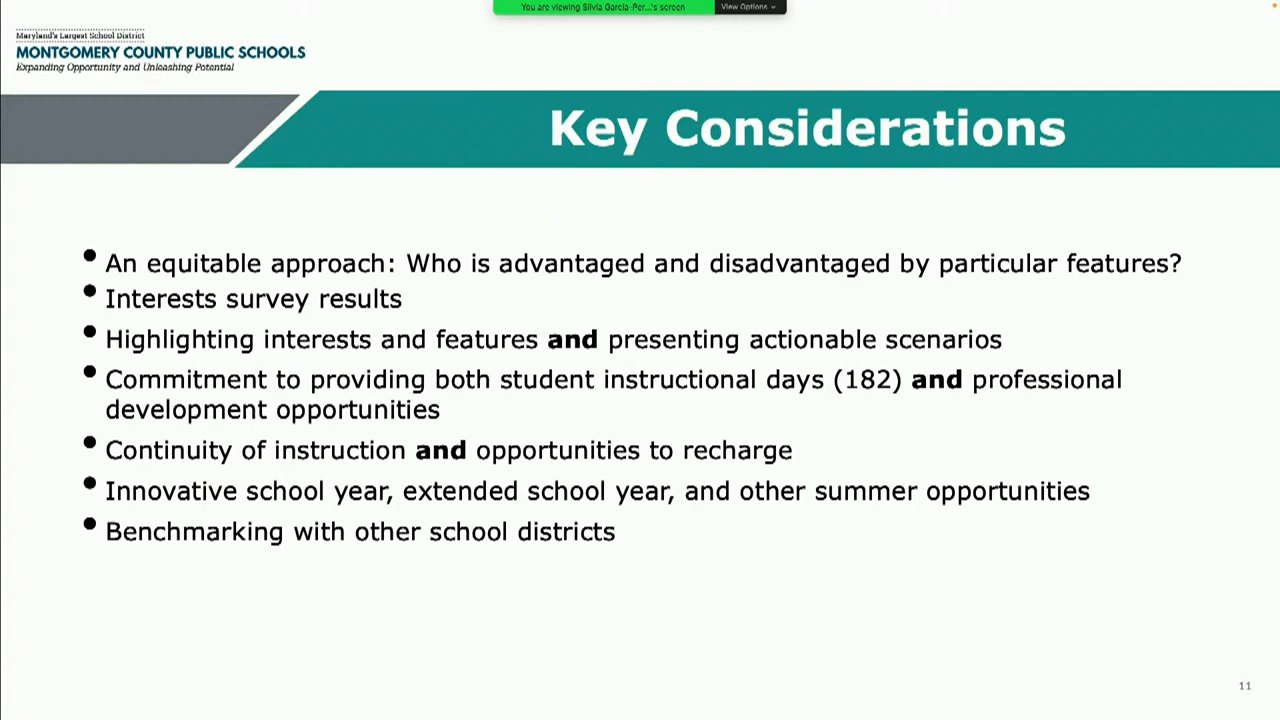 You are viewing Silvia Garcia-Per...'s screen View Options
Maryland's Largest School District
MONTGOMERY COUNTY PUBLIC SCHOOLS
Expanding Opportunity and Unleashing Potential
Key Considerations
• An equitable approach: Who is advantaged and disadvantaged by particular features?
• Interests survey results
• Highlighting interests and features and presenting actionable scenarios
• Commitment to providing both student instructional days (182) and professional
development opportunities
• Continuity of instruction and opportunities to recharge
• Innovative school year, extended school year, and other summer opportunities
• Benchmarking with other school districts
11